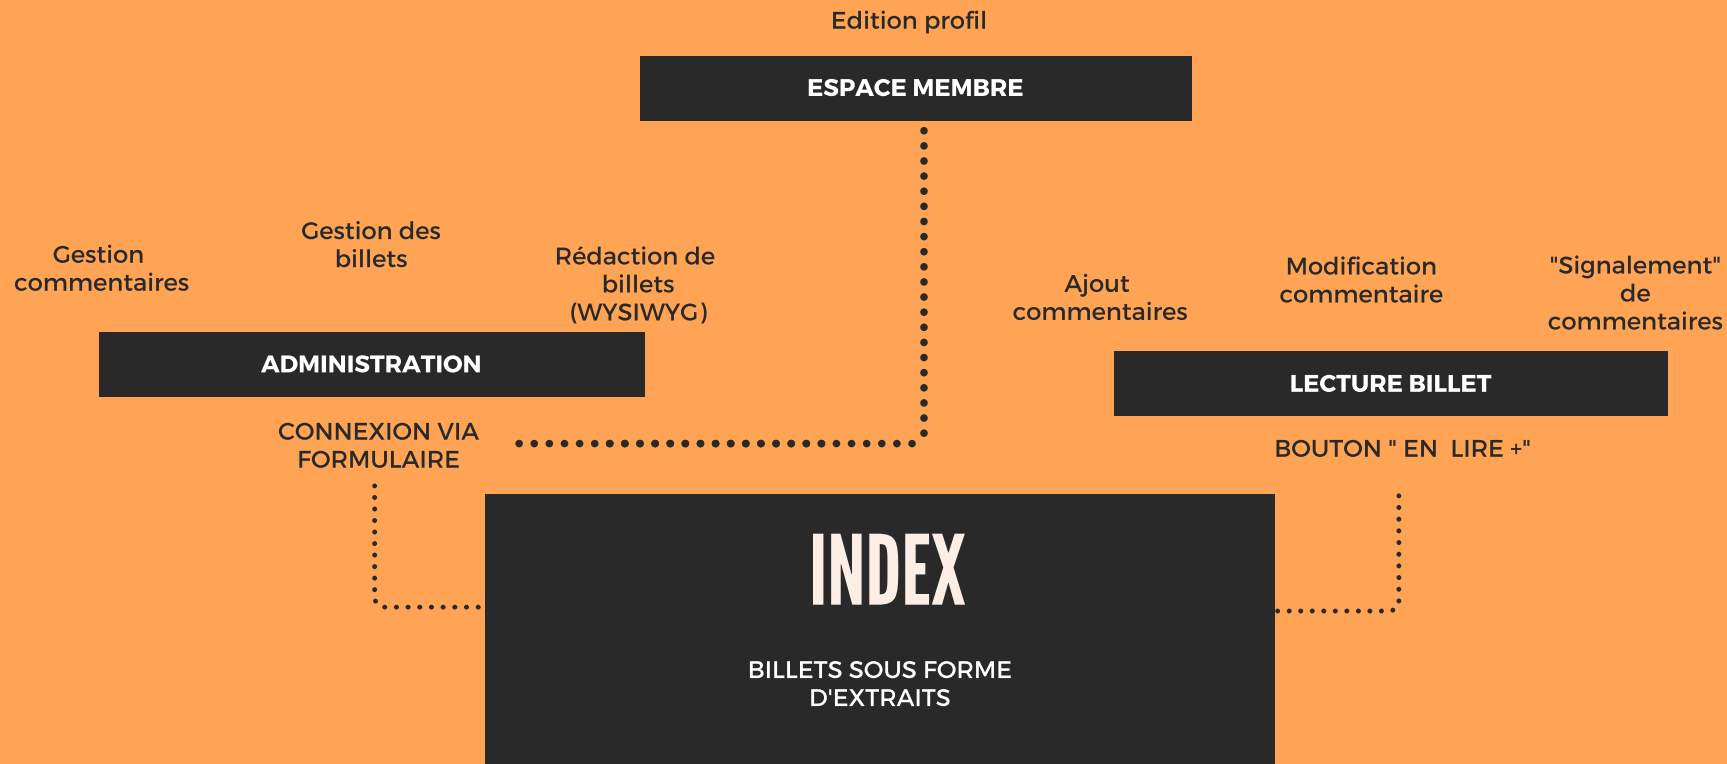 Edition profil
ESPACE MEMBRE
Gestion
commentaires
Gestion des
billets
Rédaction de
billets
(WYSIWYG)
Ajout
commentaires
Modification
commentaire
"Signalement"
de
commentaires
ADMINISTRATION
LECTURE BILLET
CONNEXION VIA
FORMULAIRE
BOUTON " EN LIRE +"
INDEX
BILLETS SOUS FORME
D'EXTRAITS